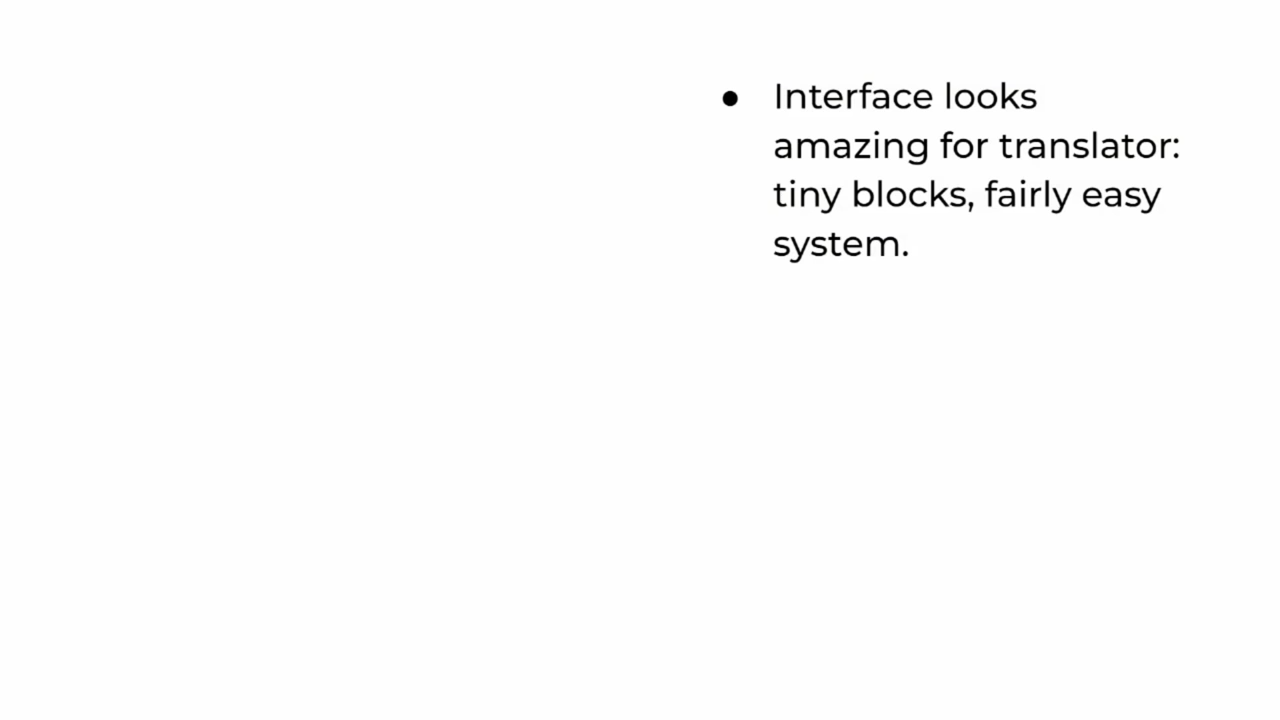 ● Interface looks
amazing for translator:
tiny blocks, fairly easy
system.